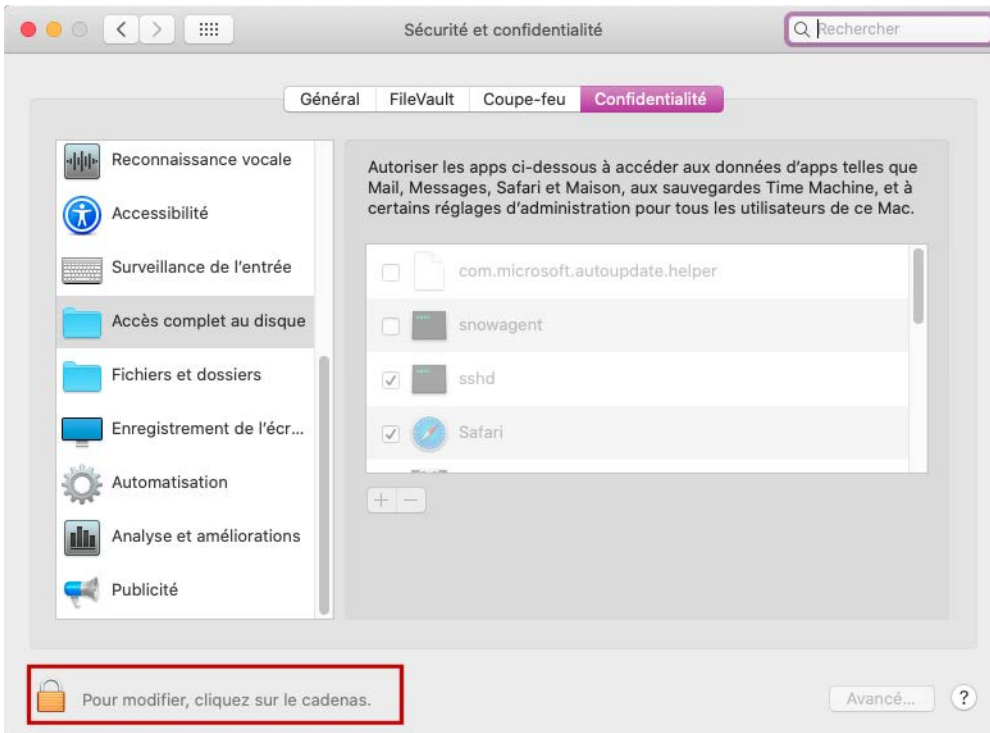 Sécurité et confidentialité
Rechercher
Général
FileVault
Coupe-feu
Confidentialité
Reconnaissance vocale
Accessibilité
Surveillance de l'entrée
Accès complet au disque
Fichiers et dossiers
Enregistrement de l'écr...
Automatisation
Analyse et améliorations
Publicité
Autoriser les apps ci-dessous à accéder aux données d'apps telles que
Mail, Messages, Safari et Maison, aux sauvegardes Time Machine, et à
certains réglages d'administration pour tous les utilisateurs de ce Mac.
com.microsoft.autoupdate.helper
snowagent
sshd
Safari
+ −
Pour modifier, cliquez sur le cadenas.
Avancé...
?